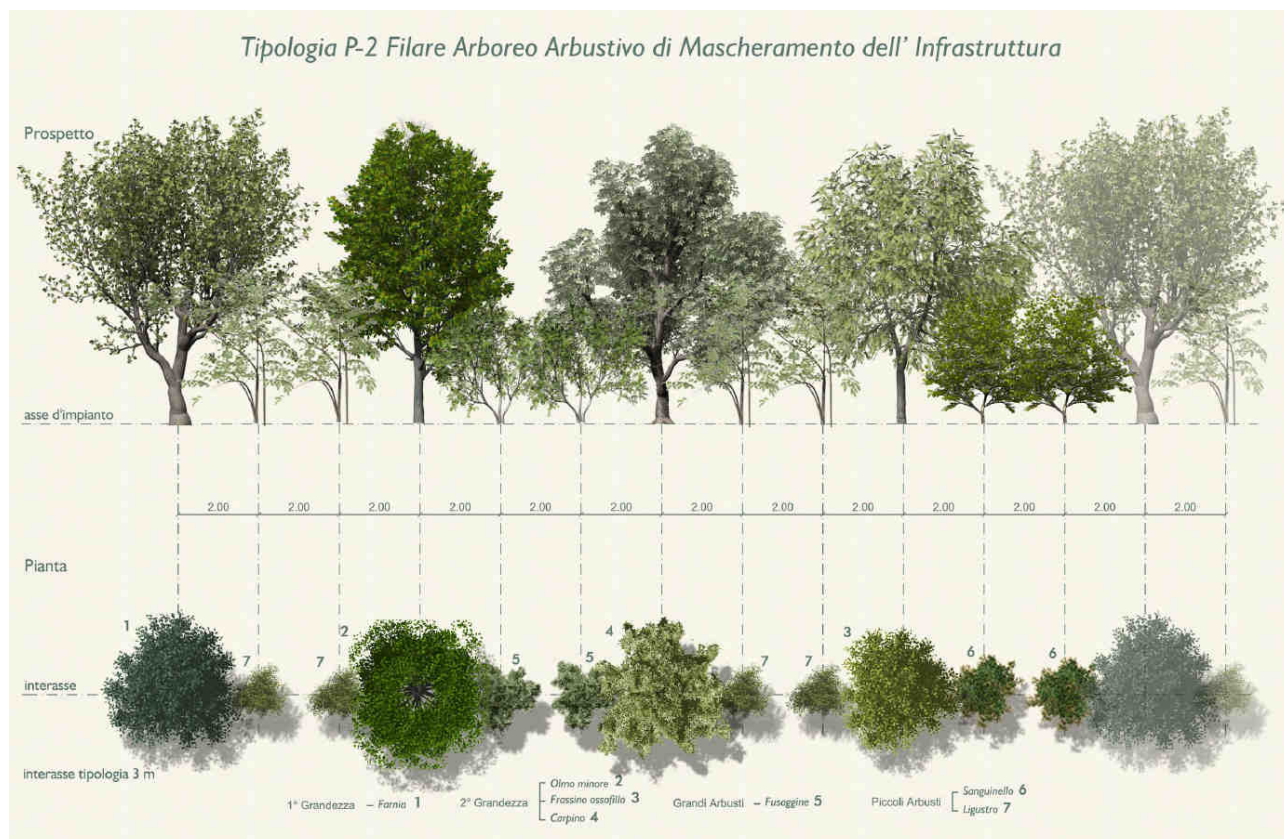 Tipologia P-2 Filare Arboreo Arbustivo di Mascheramento dell' Infrastruttura
Prospetto
asse d'impianto
2.00 2.00 2.00 2.00 2.00 2.00 2.00 2.00 2.00 2.00 2.00 2.00 2.00
Pianta
1 7 7 2 5 5 4 7 7 3 6 6
interasse
interasse tipologia 3 m
1° Grandezza – Farnia 1
2° Grandezza
Olmo minore 2
Frassino ossofillo 3
Carpino 4
Grandi Arbusti – Fusaggine 5
Piccoli Arbusti
Sanguinello 6
Ligustro 7